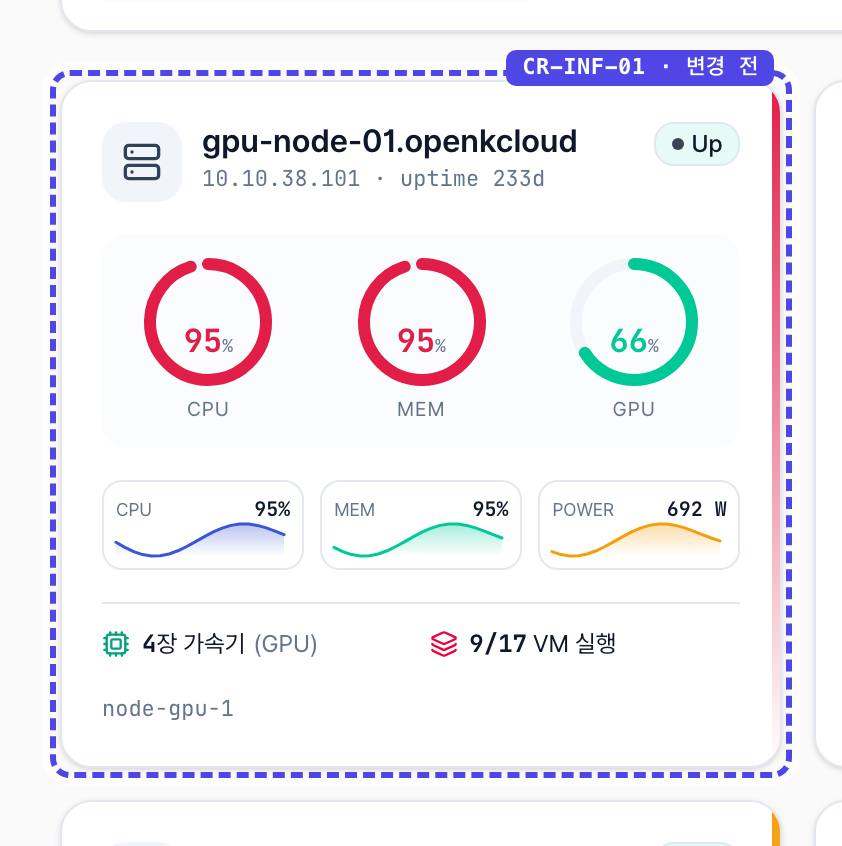 CR-INF-01 · 변경 전
gpu-node-01.openkcloud
Up
10.10.38.101 · uptime 233d
95%
95%
66%
CPU
MEM
GPU
CPU 95%
MEM 95%
POWER 692 W
4장 가속기 (GPU)
9/17 VM 실행
node-gpu-1